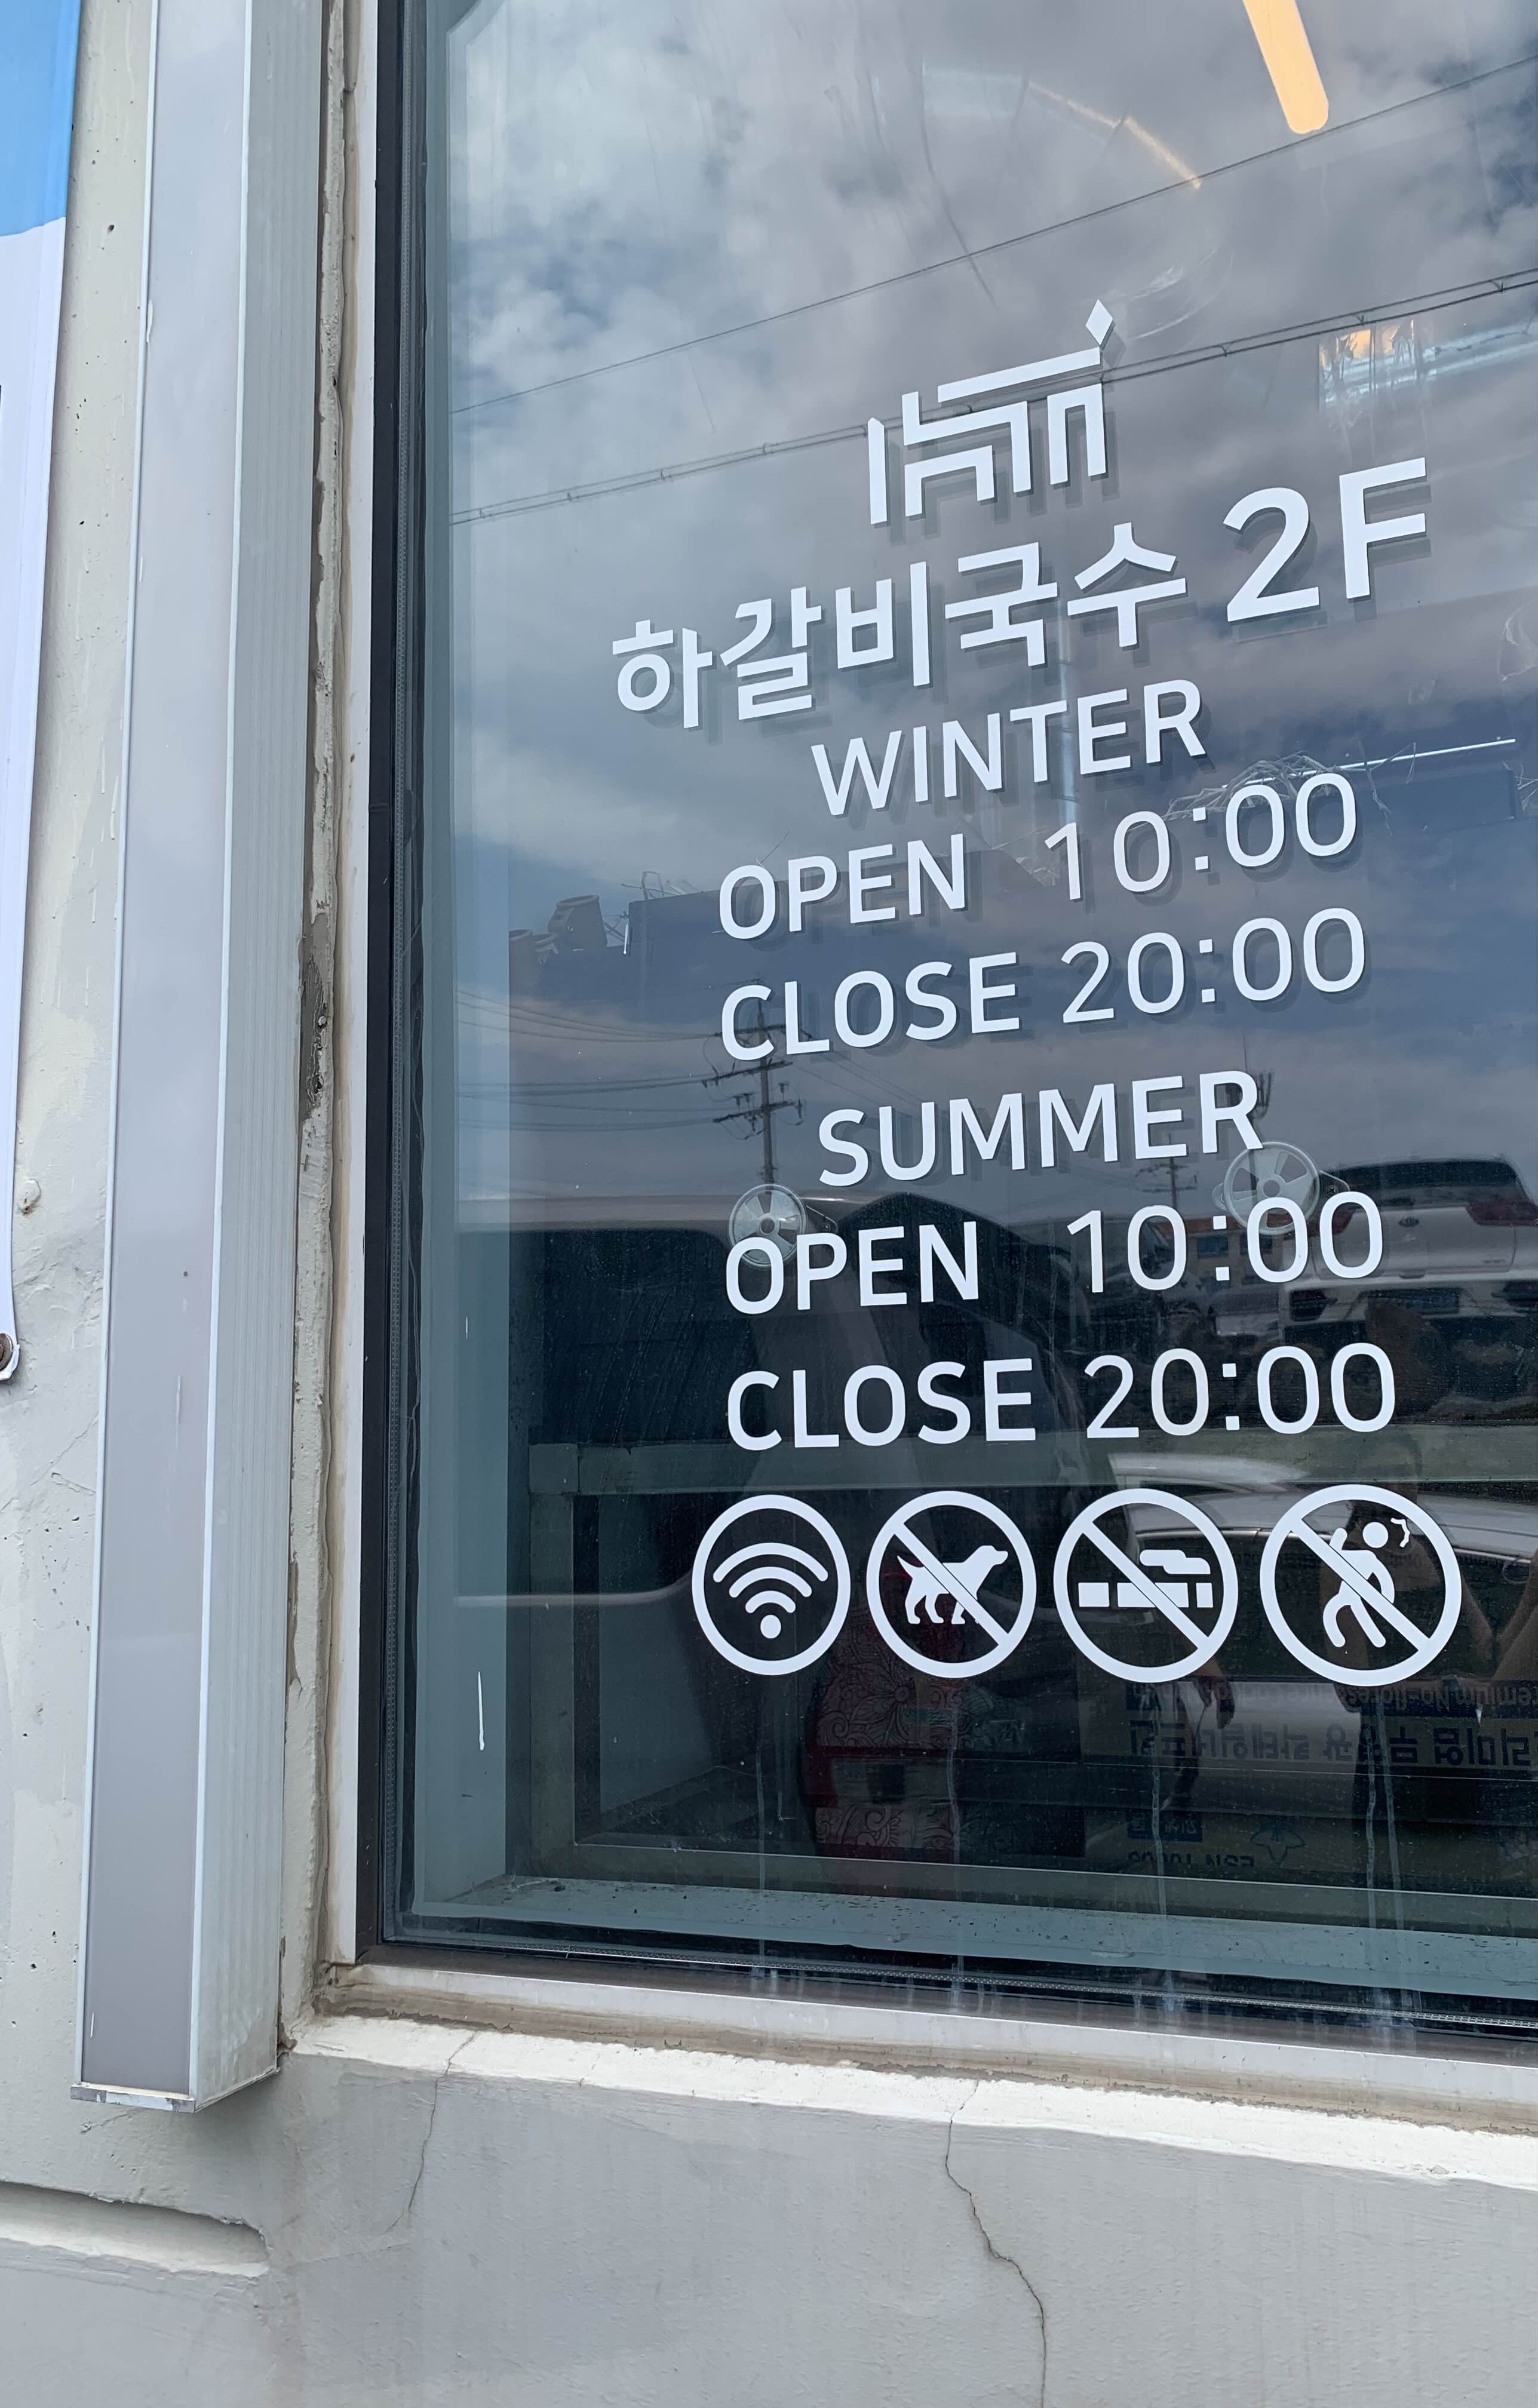 하갈비국수 2F
WINTER
OPEN 10:00
CLOSE 20:00
SUMMER
OPEN 10:00
CLOSE 20:00